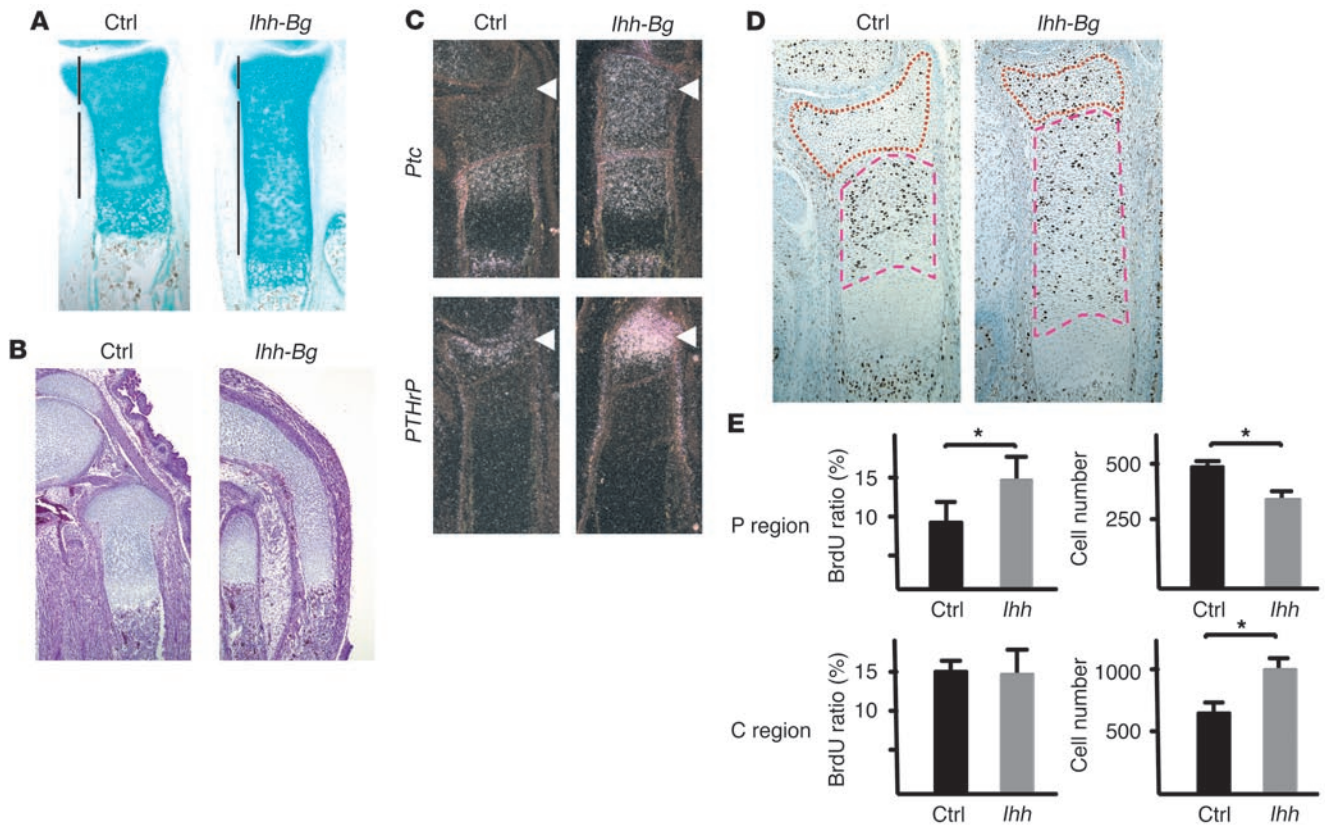 A
Ctrl
Ihh-Bg
B
Ctrl
Ihh-Bg
C
Ctrl
Ihh-Bg
Ptc
PTHrP
D
Ctrl
Ihh-Bg
E
P region
BrdU ratio (%)
15
10
*
Ctrl
Ihh
Cell number
500
250
*
Ctrl
Ihh
C region
BrdU ratio (%)
15
10
Ctrl
Ihh
Cell number
1000
500
*
Ctrl
Ihh